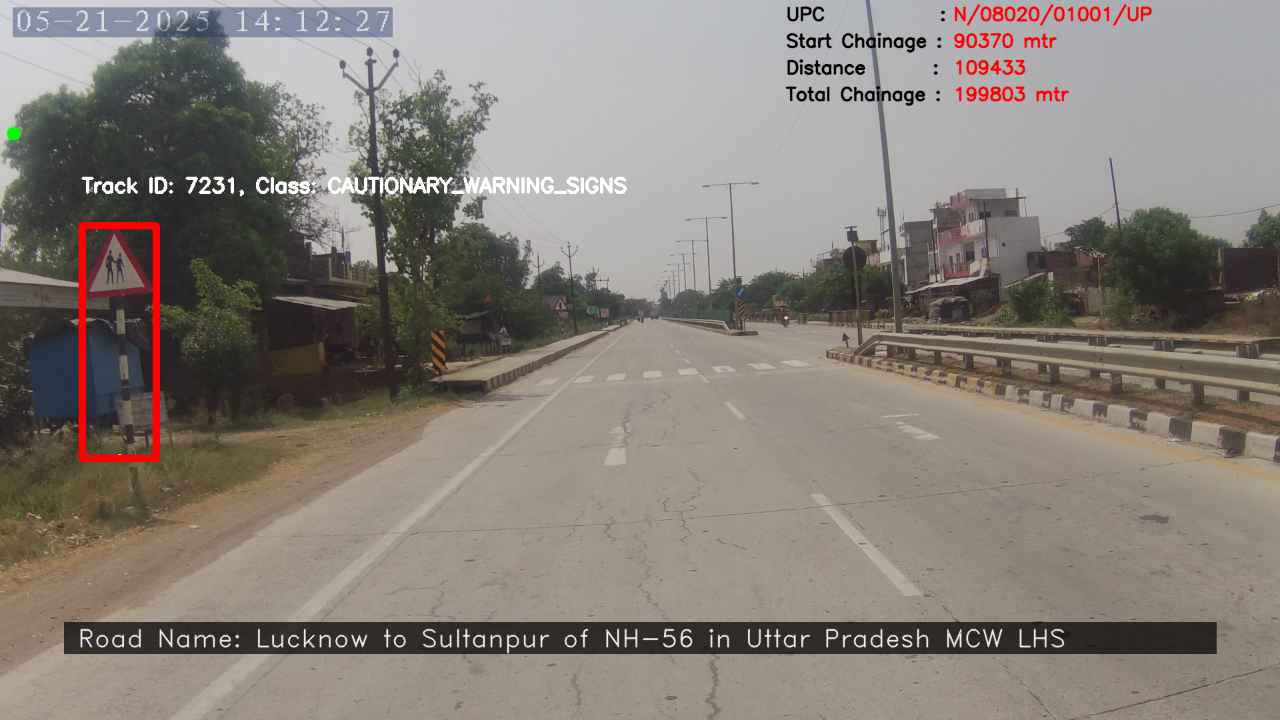 05-21-2025 14:12:27
UPC : N/08020/01001/UP
Start Chainage : 90370 mtr
Distance : 109433
Total Chainage : 199803 mtr
Track ID: 7231, Class: CAUTIONARY_WARNING_SIGNS
Road Name: Lucknow to Sultanpur of NH-56 in Uttar Pradesh MCW LHS